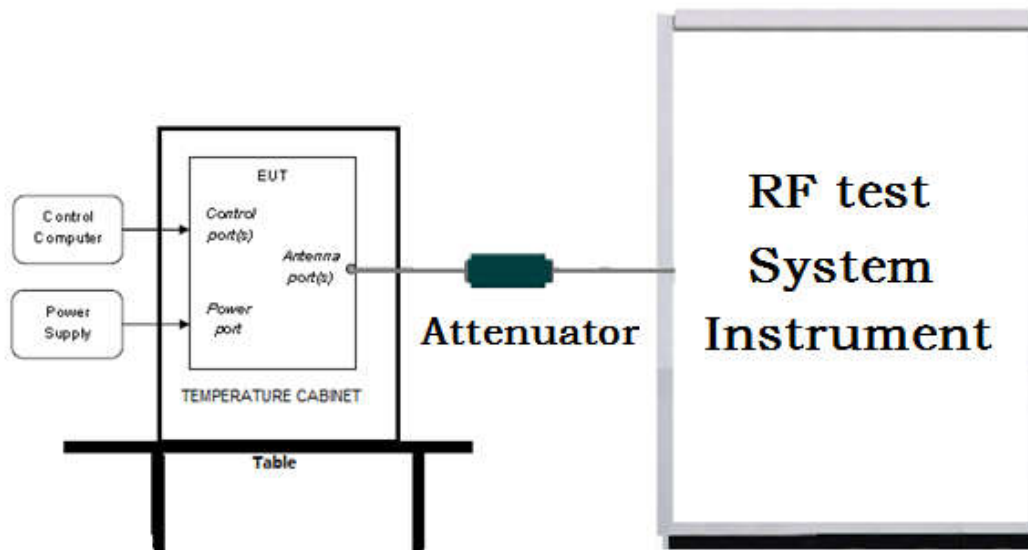 Control
Computer
Power
Supply
EUT
Control
port(s)
Antenna
port(s)
Power
port
TEMPERATURE CABINET
Table
Attenuator
RF test
System
Instrument